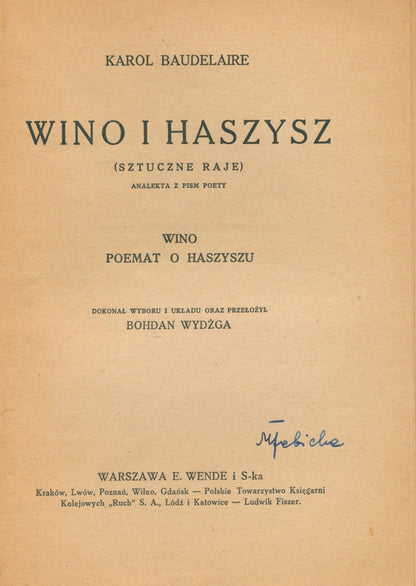 KAROL BAUDELAIRE
WINO I HASZYSZ
(SZTUCZNE RAJE)
ANALEKTA Z PISM POETY
WINO
POEMAT O HASZYSZU
DOKONAŁ WYBORU I UKŁADU ORAZ PRZEŁOŻYŁ
BOHDAN WYDŻGA
WARSZAWA E. WENDE i S-ka
Kraków, Lwów, Poznań, Wilno, Gdańsk — Polskie Towarzystwo Księgarni
Kolejowych „Ruch" S. A., Łódź i Katowice — Ludwik Fiszer.